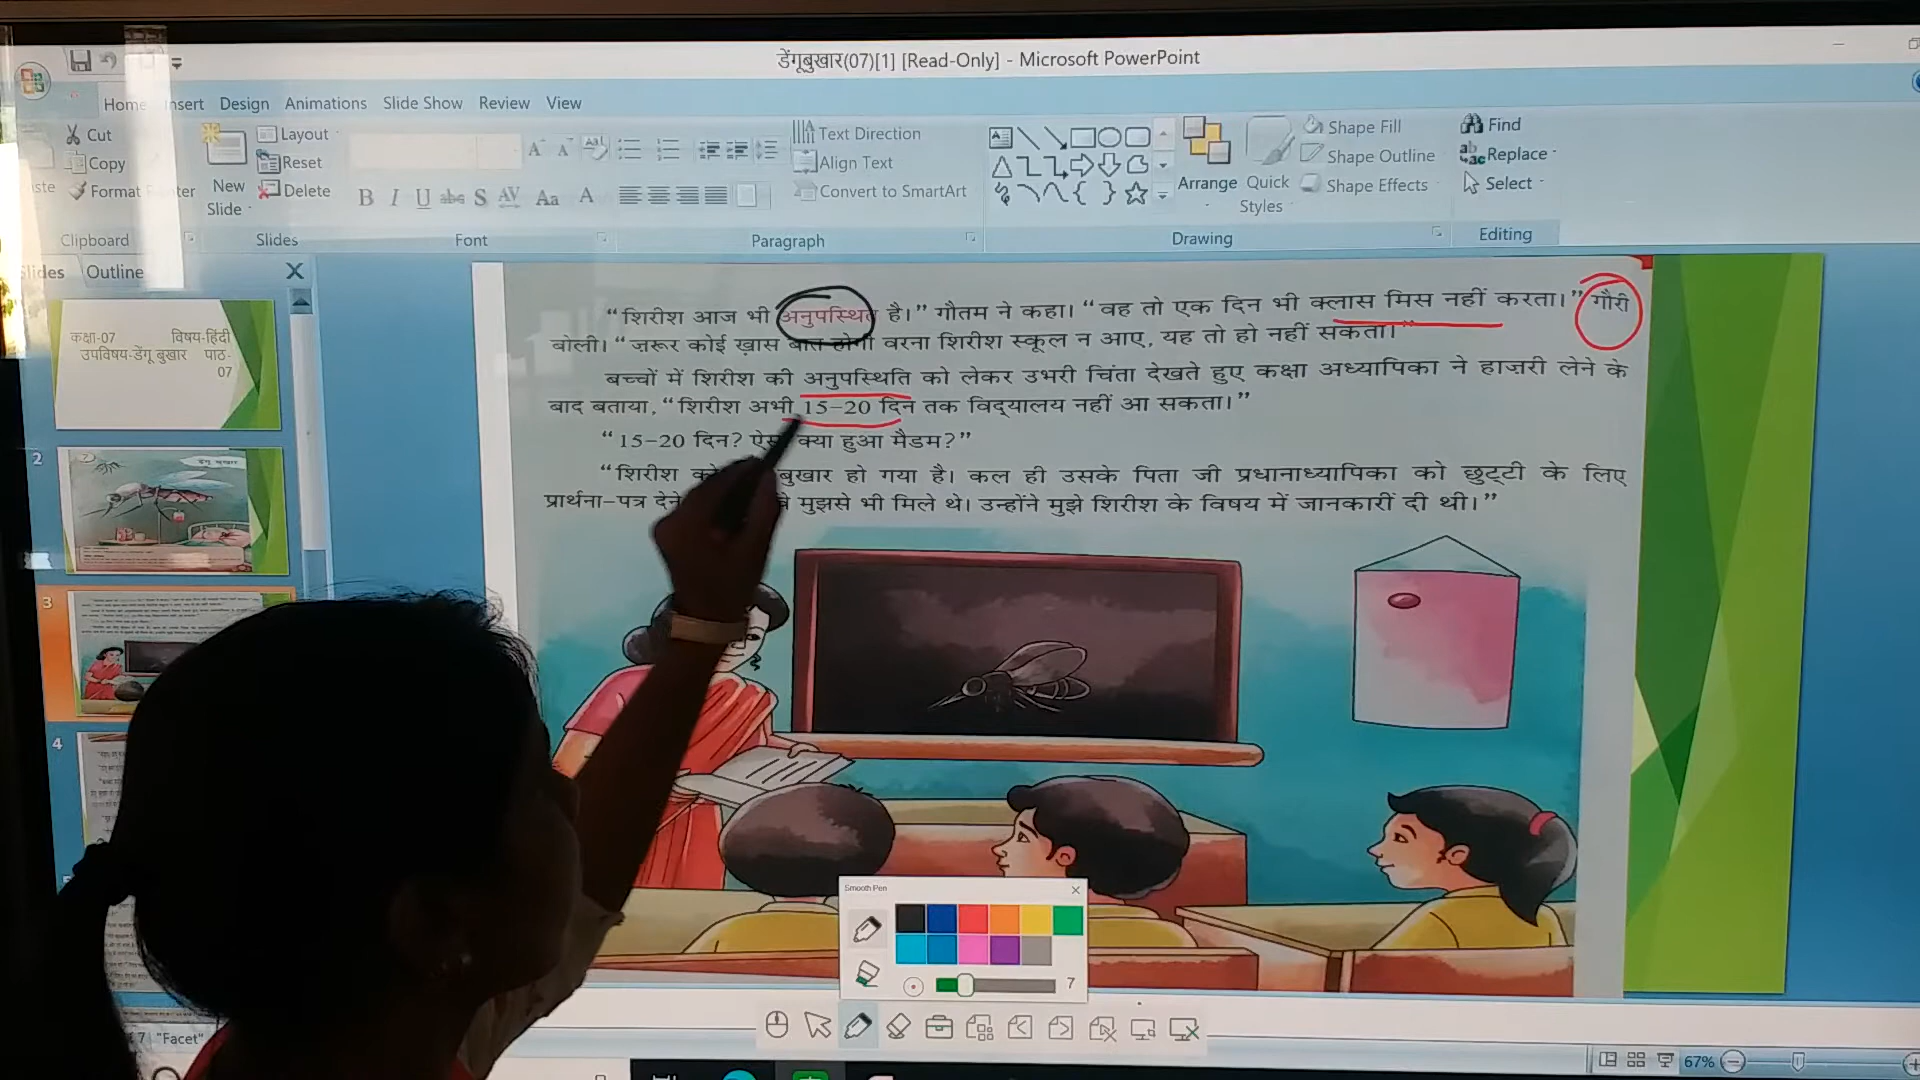 डेंगूबुखार(07)[1] [Read-Only] - Microsoft PowerPoint
Home Insert Design Animations Slide Show Review View
Cut
Copy
Format
New Slide
Layout
Reset
Delete
Text Direction
Align Text
Convert to SmartArt
Arrange
Quick Styles
Shape Fill
Shape Outline
Shape Effects
Find
Replace
Select
Clipboard Slides Font Paragraph Drawing Editing
Slides Outline
कक्षा-07 विषय-हिंदी
उपविषय-डेंगू बुखार पाठ-
07
2
3
4
“शिरीश आज भी अनुपस्थित है।” गौतम ने कहा। “वह तो एक दिन भी क्लास मिस नहीं करता।” गौरी
बोली। “ज़रूर कोई ख़ास बात होगी वरना शिरीश स्कूल न आए, यह तो हो नहीं सकता।”
बच्चों में शिरीश की अनुपस्थिति को लेकर उभरी चिंता देखते हुए कक्षा अध्यापिका ने हाज़री लेने के
बाद बताया, “शिरीश अभी 15–20 दिन तक विद्यालय नहीं आ सकता।”
“15–20 दिन? ऐसा क्या हुआ मैडम?”
“शिरीश को बुखार हो गया है। कल ही उसके पिता जी प्रधानाध्यापिका को छुट्टी के लिए
प्रार्थना-पत्र देने मुझसे भी मिले थे। उन्होंने मुझे शिरीश के विषय में जानकारीं दी थी।”
Smooth Pen
7
"Facet"
67%